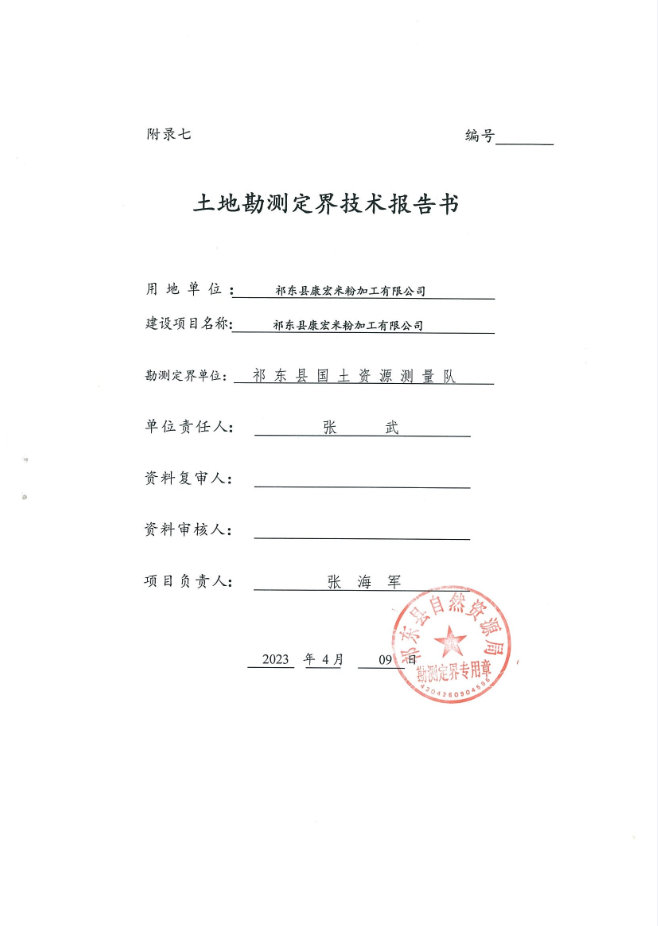 附录七 编号
土地勘测定界技术报告书
用地单位： 祁东县康宏米粉加工有限公司
建设项目名称: 祁东县康宏米粉加工有限公司
勘测定界单位: 祁东县国土资源测量队
单位责任人: 张 武
资料复审人:
资料审核人:
项目负责人: 张海军
2023 年 4 月 09 日
祁东县自然资源局
勘测定界专用章